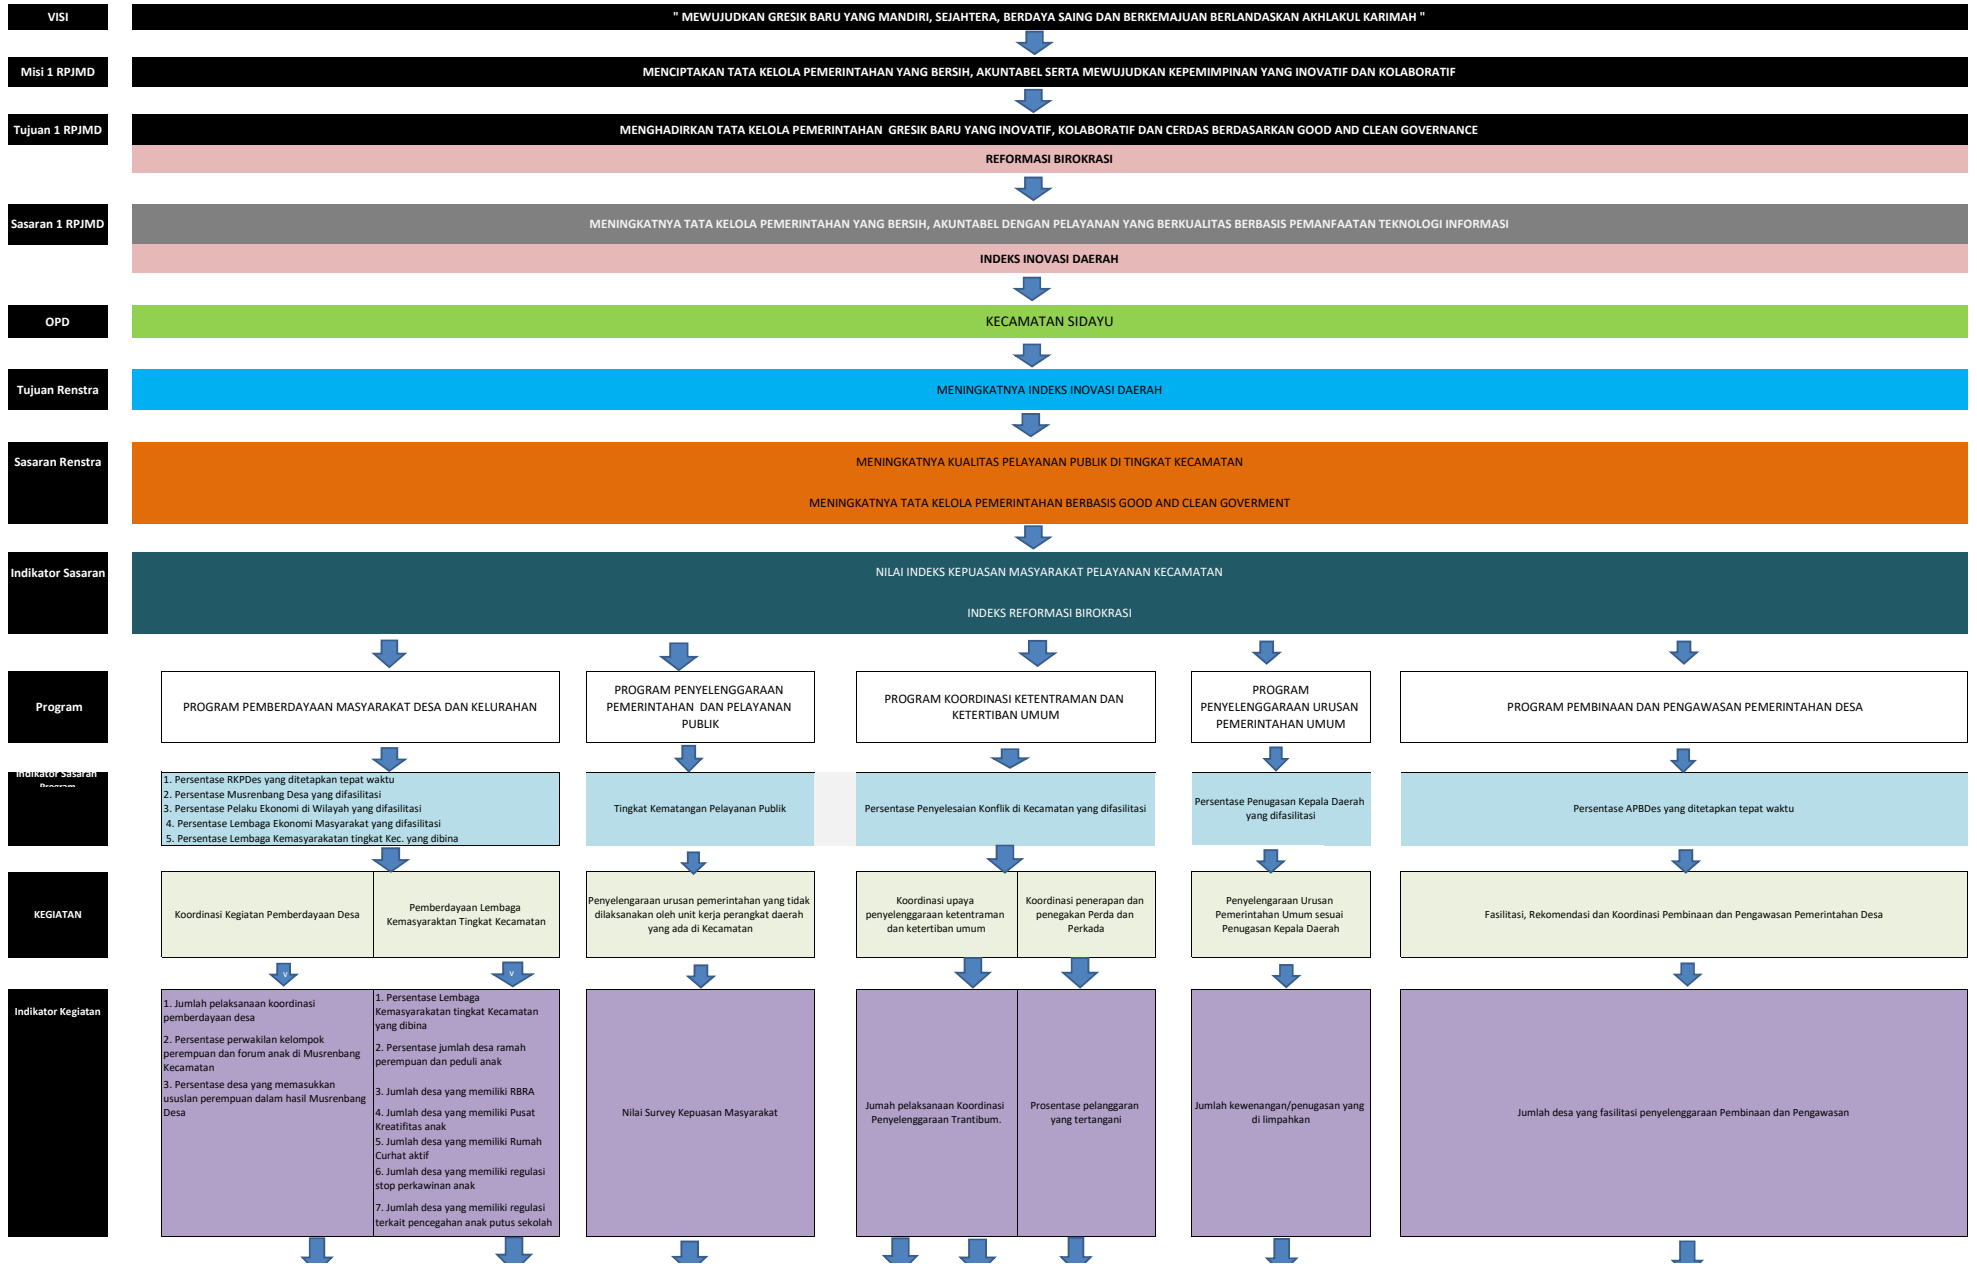 VISI
" MEWUJUDKAN GRESIK BARU YANG MANDIRI, SEJAHTERA, BERDAYA SAING DAN BERKEMAJUAN BERLANDASKAN AKHLAKUL KARIMAH "
Misi 1 RPJMD
MENCIPTAKAN TATA KELOLA PEMERINTAHAN YANG BERSIH, AKUNTABEL SERTA MEWUJUDKAN KEPEMIMPINAN YANG INOVATIF DAN KOLABORATIF
Tujuan 1 RPJMD
MENGHADIRKAN TATA KELOLA PEMERINTAHAN  GRESIK BARU YANG INOVATIF, KOLABORATIF DAN CERDAS BERDASARKAN GOOD AND CLEAN GOVERNANCE
REFORMASI BIROKRASI
Sasaran 1 RPJMD
MENINGKATNYA TATA KELOLA PEMERINTAHAN YANG BERSIH, AKUNTABEL DENGAN PELAYANAN YANG BERKUALITAS BERBASIS PEMANFAATAN TEKNOLOGI INFORMASI
INDEKS INOVASI DAERAH
OPD
KECAMATAN SIDAYU
Tujuan Renstra
MENINGKATNYA INDEKS INOVASI DAERAH
Sasaran Renstra
MENINGKATNYA KUALITAS PELAYANAN PUBLIK DI TINGKAT KECAMATAN
MENINGKATNYA TATA KELOLA PEMERINTAHAN BERBASIS GOOD AND CLEAN GOVERMENT
Indikator Sasaran
NILAI INDEKS KEPUASAN MASYARAKAT PELAYANAN KECAMATAN
INDEKS REFORMASI BIROKRASI
Program
PROGRAM PEMBERDAYAAN MASYARAKAT DESA DAN KELURAHAN
PROGRAM PENYELENGGARAAN
PEMERINTAHAN  DAN PELAYANAN
PUBLIK
PROGRAM KOORDINASI KETENTRAMAN DAN
KETERTIBAN UMUM
PROGRAM
PENYELENGGARAAN URUSAN
PEMERINTAHAN UMUM
PROGRAM PEMBINAAN DAN PENGAWASAN PEMERINTAHAN DESA
Indikator Sasaran
Program
1. Persentase RKPDes yang ditetapkan tepat waktu
2. Persentase Musrenbang Desa yang difasilitasi
3. Persentase Pelaku Ekonomi di Wilayah yang difasilitasi
4. Persentase Lembaga Ekonomi Masyarakat yang difasilitasi
5. Persentase Lembaga Kemasyarakatan tingkat Kec. yang dibina
Tingkat Kematangan Pelayanan Publik
Persentase Penyelesaian Konflik di Kecamatan yang difasilitasi
Persentase Penugasan Kepala Daerah
yang difasilitasi
Persentase APBDes yang ditetapkan tepat waktu
KEGIATAN
Koordinasi Kegiatan Pemberdayaan Desa
Pemberdayaan Lembaga
Kemasyaraktan Tingkat Kecamatan
Penyelengaraan urusan pemerintahan yang tidak
dilaksanakan oleh unit kerja perangkat daerah
yang ada di Kecamatan
Koordinasi upaya
penyelenggaraan ketentraman
dan ketertiban umum
Koordinasi penerapan dan
penegakan Perda dan
Perkada
Penyelengaraan Urusan
Pemerintahan Umum sesuai
Penugasan Kepala Daerah
Fasilitasi, Rekomendasi dan Koordinasi Pembinaan dan Pengawasan Pemerintahan Desa
v
v
Indikator Kegiatan
1. Jumlah pelaksanaan koordinasi
pemberdayaan desa
2. Persentase perwakilan kelompok
perempuan dan forum anak di Musrenbang
Kecamatan
3. Persentase desa yang memasukkan
ususlan perempuan dalam hasil Musrenbang
Desa
1. Persentase Lembaga
Kemasyarakatan tingkat Kecamatan
yang dibina
2. Persentase jumlah desa ramah
perempuan dan peduli anak
3. Jumlah desa yang memiliki RBRA
4. Jumlah desa yang memiliki Pusat
Kreatifitas anak
5. Jumlah desa yang memiliki Rumah
Curhat aktif
6. Jumlah desa yang memiliki regulasi
stop perkawinan anak
7. Jumlah desa yang memiliki regulasi
terkait pencegahan anak putus sekolah
Nilai Survey Kepuasan Masyarakat
Jumah pelaksanaan Koordinasi
Penyelenggaraan Trantibum.
Prosentase pelanggaran
yang tertangani
Jumlah kewenangan/penugasan yang
di limpahkan
Jumlah desa yang fasilitasi penyelenggaraan Pembinaan dan Pengawasan